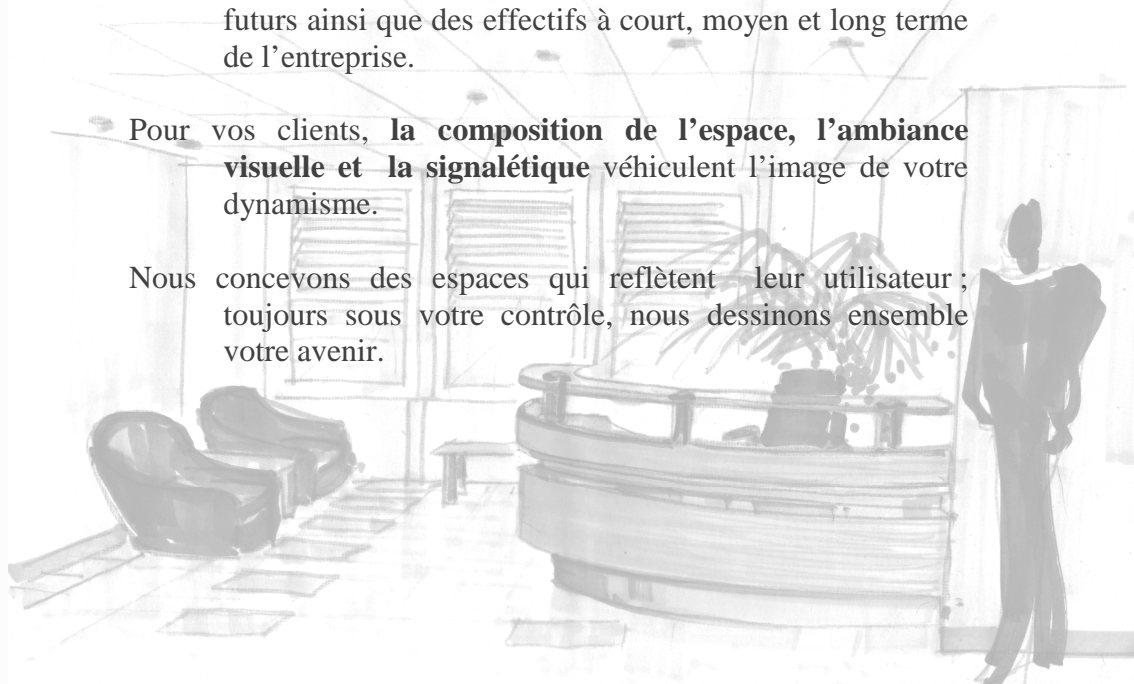 futurs ainsi que des effectifs à court, moyen et long terme
de l’entreprise.
Pour vos clients, la composition de l’espace, l’ambiance
visuelle et la signalétique véhiculent l’image de votre
dynamisme.
Nous concevons des espaces qui reflètent leur utilisateur ;
toujours sous votre contrôle, nous dessinons ensemble
votre avenir.